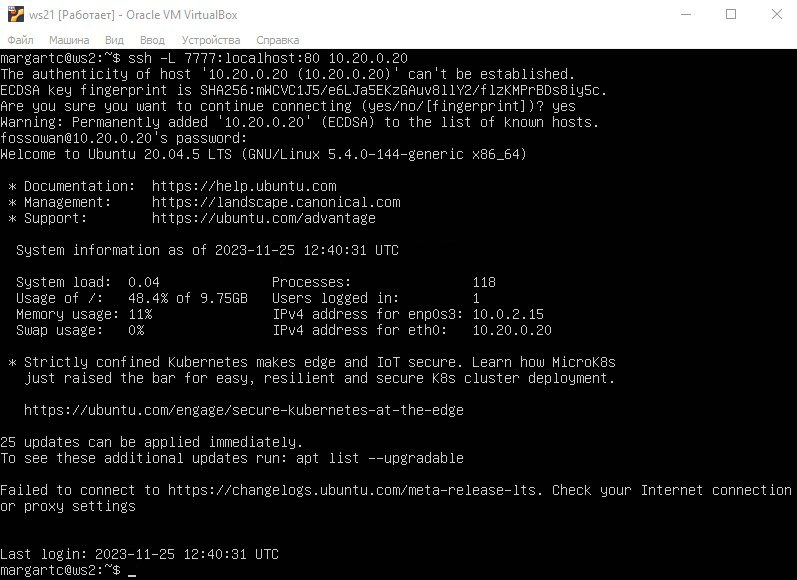 ws21 [Работает] - Oracle VM VirtualBox
Файл Машина Вид Ввод Устройства Справка
margartc@ws2:~$ ssh -L 7777:localhost:80 10.20.0.20
The authenticity of host '10.20.0.20 (10.20.0.20)' can't be established.
ECDSA key fingerprint is SHA256:mWCVC1J5/e6LJa5EKzGAuv8llY2/flzKMPrBDs8iy5c.
Are you sure you want to continue connecting (yes/no/[fingerprint])? yes
Warning: Permanently added '10.20.0.20' (ECDSA) to the list of known hosts.
fossowan@10.20.0.20's password:
Welcome to Ubuntu 20.04.5 LTS (GNU/Linux 5.4.0-144-generic x86_64)
* Documentation: https://help.ubuntu.com
* Management: https://landscape.canonical.com
* Support: https://ubuntu.com/advantage
System information as of 2023-11-25 12:40:31 UTC
System load: 0.04 Processes: 118
Usage of /: 48.4% of 9.75GB Users logged in: 1
Memory usage: 11% IPv4 address for enp0s3: 10.0.2.15
Swap usage: 0% IPv4 address for eth0: 10.20.0.20
* Strictly confined Kubernetes makes edge and IoT secure. Learn how MicroK8s
just raised the bar for easy, resilient and secure K8s cluster deployment.
https://ubuntu.com/engage/secure-kubernetes-at-the-edge
25 updates can be applied immediately.
To see these additional updates run: apt list --upgradable
Failed to connect to https://changelogs.ubuntu.com/meta-release-lts. Check your Internet connection
or proxy settings
Last login: 2023-11-25 12:40:31 UTC
margartc@ws2:~$ _